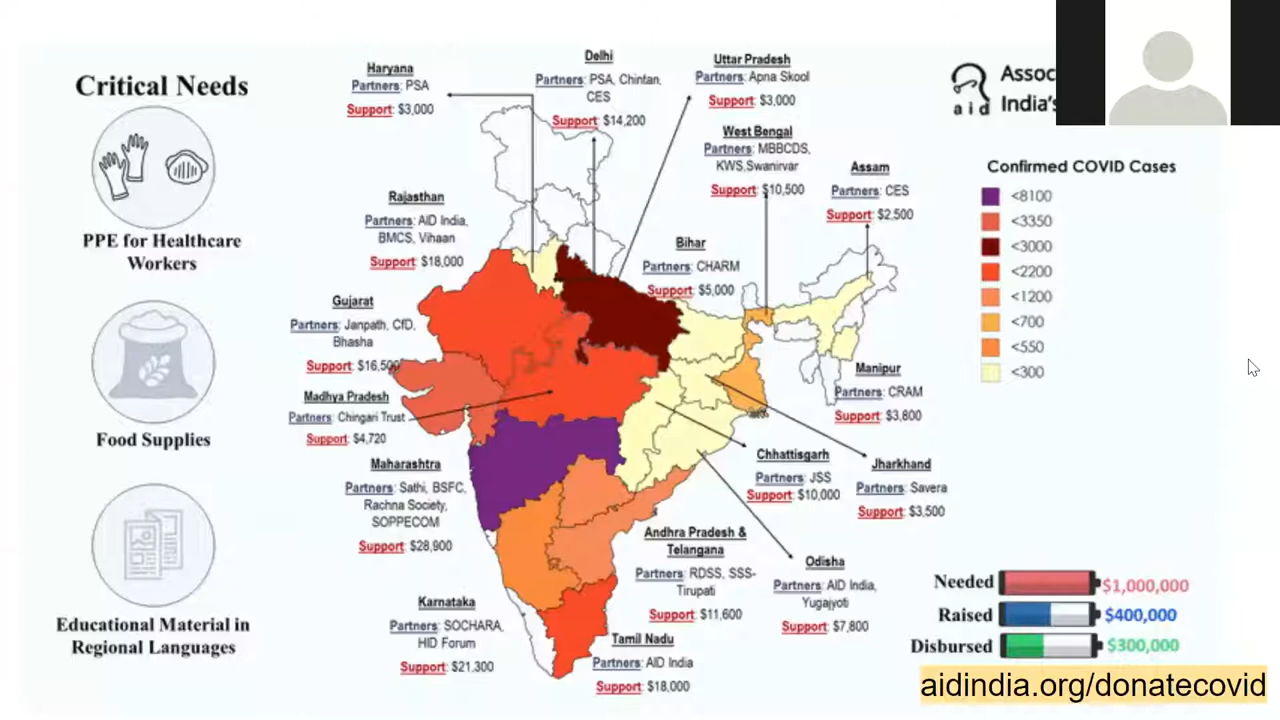 Critical Needs
PPE for Healthcare
Workers
Food Supplies
Educational Material in
Regional Languages
Haryana
Partners: PSA
Support: $3,000
Delhi
Partners: PSA, Chintan,
CES
Support: $14,200
Uttar Pradesh
Partners: Apna Skool
Support: $3,000
West Bengal
Partners: MBBCDS,
KWS,Swanirvar
Support: $10,500
Assam
Partners: CES
Support: $2,500
Rajasthan
Partners: AID India,
BMCS, Vihaan
Support: $18,000
Bihar
Partners: CHARM
Support: $5,000
Gujarat
Partners: Janpath, CfD,
Bhasha
Support: $16,500
Madhya Pradesh
Partners: Chingari Trust
Support: $4,720
Maharashtra
Partners: Sathi, BSFC,
Rachna Society,
SOPPECOM
Support: $28,900
Karnataka
Partners: SOCHARA,
HID Forum
Support: $21.300
Tamil Nadu
Partners: AID India
Support: $18,000
Andhra Pradesh &
Telangana
Partners: RDSS, SSS-
Tirupati
Support: $11,600
Odisha
Partners: AID India,
Yugajyoti
Support: $7,800
Chhattisgarh
Partners: JSS
Support: $10,000
Jharkhand
Partners: Savera
Support: $3,500
Manipur
Partners: CRAM
Support: $3,800
aid
Assoc
India's
Confirmed COVID Cases
<8100
<3350
<3000
<2200
<1200
<700
<550
<300
Needed $1,000,000
Raised $400,000
Disbursed $300,000
aidindia.org/donatecovid